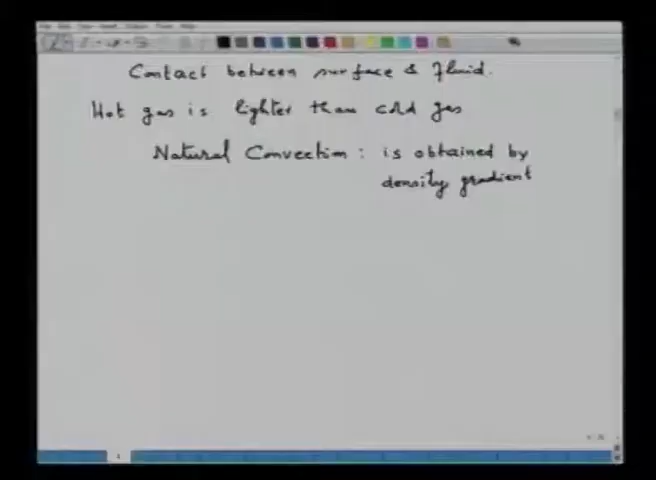 Contact between surface & fluid.
Hot gas is lighter than cold gas
Natural Convection : is obtained by
density gradient